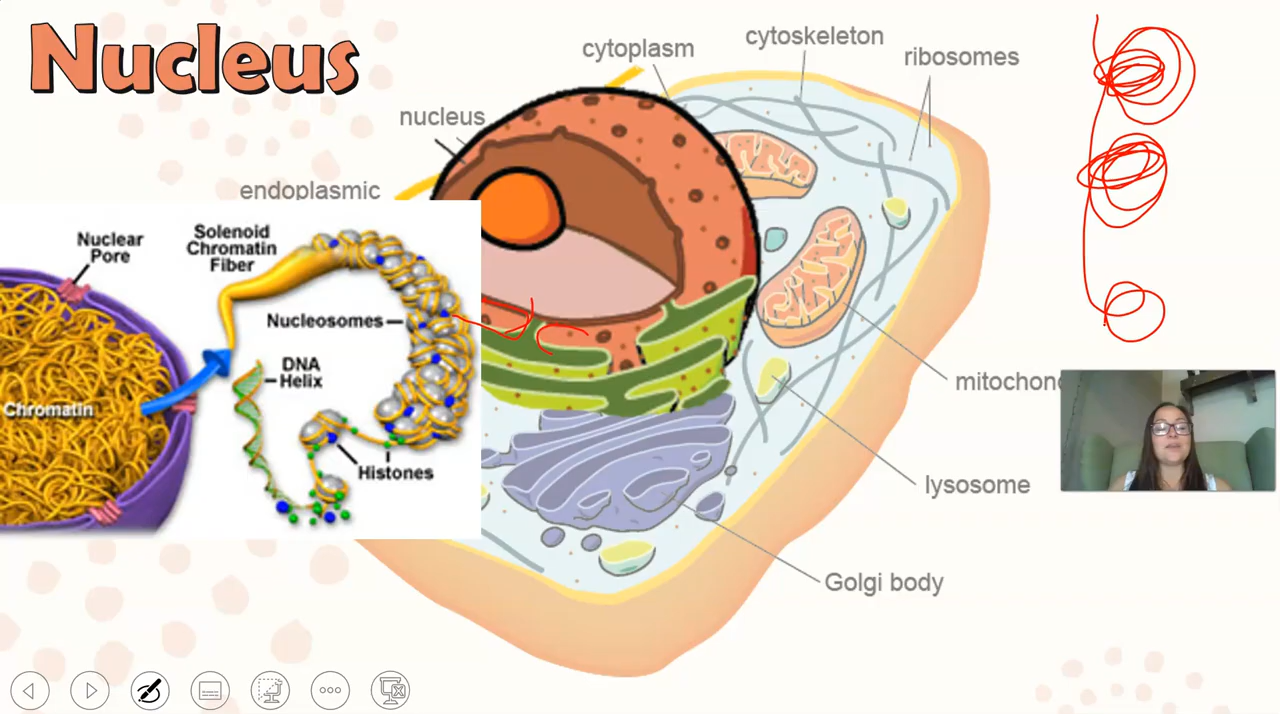 Nucleus
cytoplasm
cytoskeleton
ribosomes
nucleus
endoplasmic
Nuclear
Pore
Solenoid
Chromatin
Fiber
Nucleosomes
DNA
Helix
Chromatin
Histones
mitochon
lysosome
Golgi body